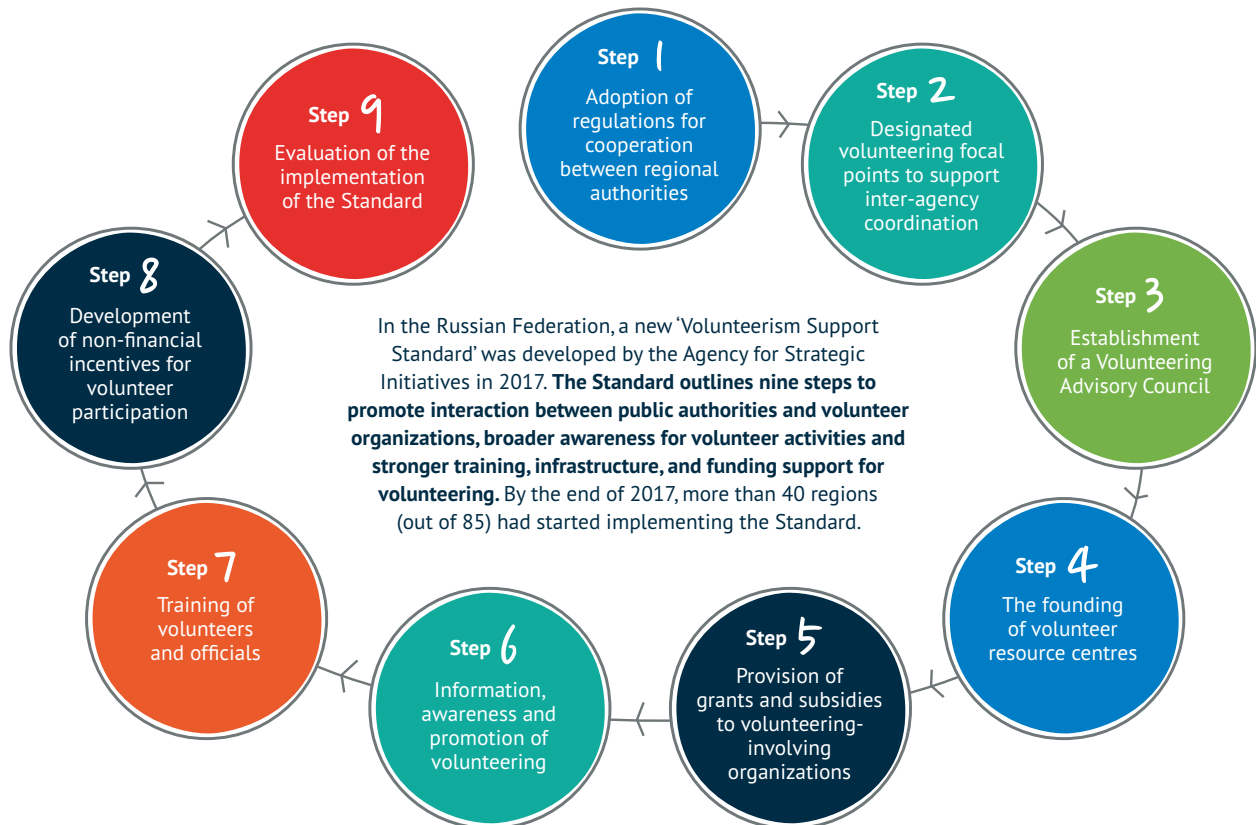 Step 1
Adoption of
regulations for
cooperation
between regional
authorities
Step 2
Designated
volunteering focal
points to support
inter-agency
coordination
Step 3
Establishment
of a Volunteering
Advisory Council
Step 4
The founding
of volunteer
resource centres
Step 5
Provision of
grants and subsidies
to volunteering-
involving
organizations
Step 6
Information,
awareness and
promotion of
volunteering
Step 7
Training of
volunteers
and officials
Step 8
Development
of non-financial
incentives for
volunteer
participation
Step 9
Evaluation of the
implementation
of the Standard
In the Russian Federation, a new ‘Volunteerism Support
Standard’ was developed by the Agency for Strategic
Initiatives in 2017. The Standard outlines nine steps to
promote interaction between public authorities and volunteer
organizations, broader awareness for volunteer activities and
stronger training, infrastructure, and funding support for
volunteering. By the end of 2017, more than 40 regions
(out of 85) had started implementing the Standard.